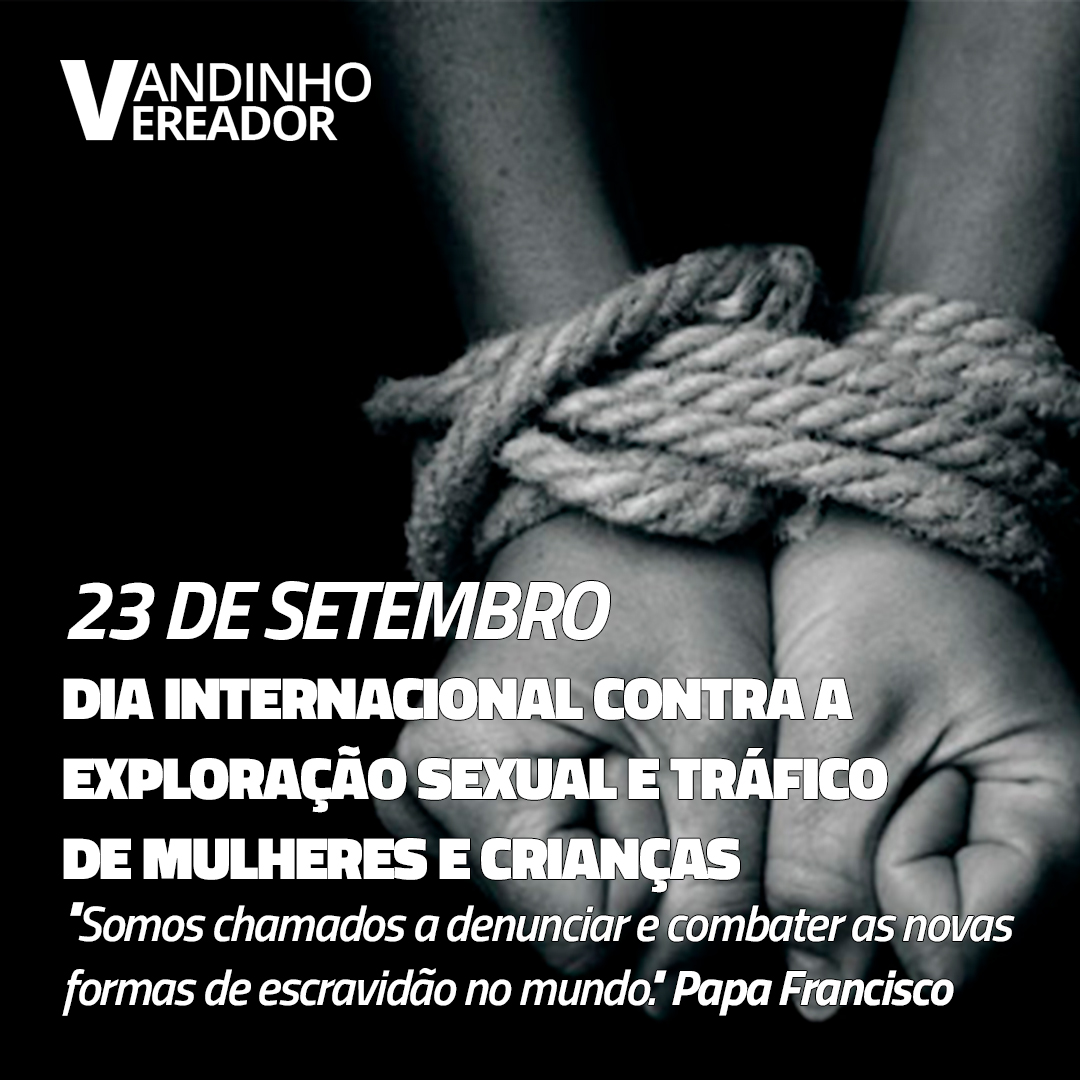 VANDINHO
VEREADOR
23 DE SETEMBRO
DIA INTERNACIONAL CONTRA A
EXPLORAÇÃO SEXUAL E TRÁFICO
DE MULHERES E CRIANÇAS
"Somos chamados a denunciar e combater as novas
formas de escravidão no mundo." Papa Francisco